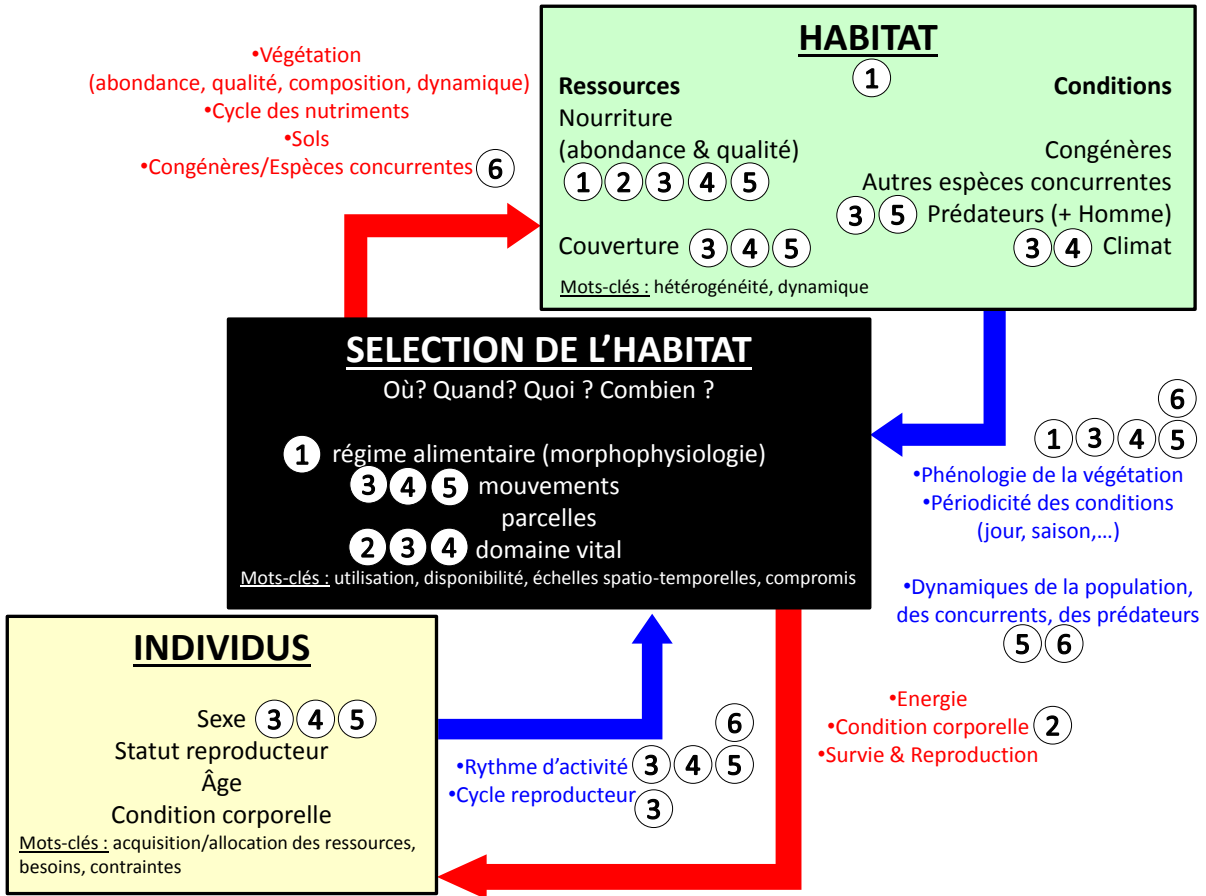 •Végétation
(abondance, qualité, composition, dynamique)
•Cycle des nutriments
•Sols
•Congénères/Espèces concurrentes 6
HABITAT
1
Ressources
Conditions
Nourriture
(abondance & qualité)
1 2 3 4 5
Couverture 3 4 5
Congénères
Autres espèces concurrentes
3 5 Prédateurs (+ Homme)
3 4 Climat
Mots-clés : hétérogénéité, dynamique
SELECTION DE L'HABITAT
Où? Quand? Quoi ? Combien ?
1 régime alimentaire (morphophysiologie)
3 4 5 mouvements
parcelles
2 3 4 domaine vital
Mots-clés : utilisation, disponibilité, échelles spatio-temporelles, compromis
6
1 3 4 5
•Phénologie de la végétation
•Périodicité des conditions
(jour, saison,...)
•Dynamiques de la population,
des concurrents, des prédateurs
5 6
INDIVIDUS
Sexe 3 4 5
Statut reproducteur
Âge
Condition corporelle
Mots-clés : acquisition/allocation des ressources,
besoins, contraintes
6
•Rythme d'activité 3 4 5
•Cycle reproducteur 3
•Energie
•Condition corporelle 2
•Survie & Reproduction